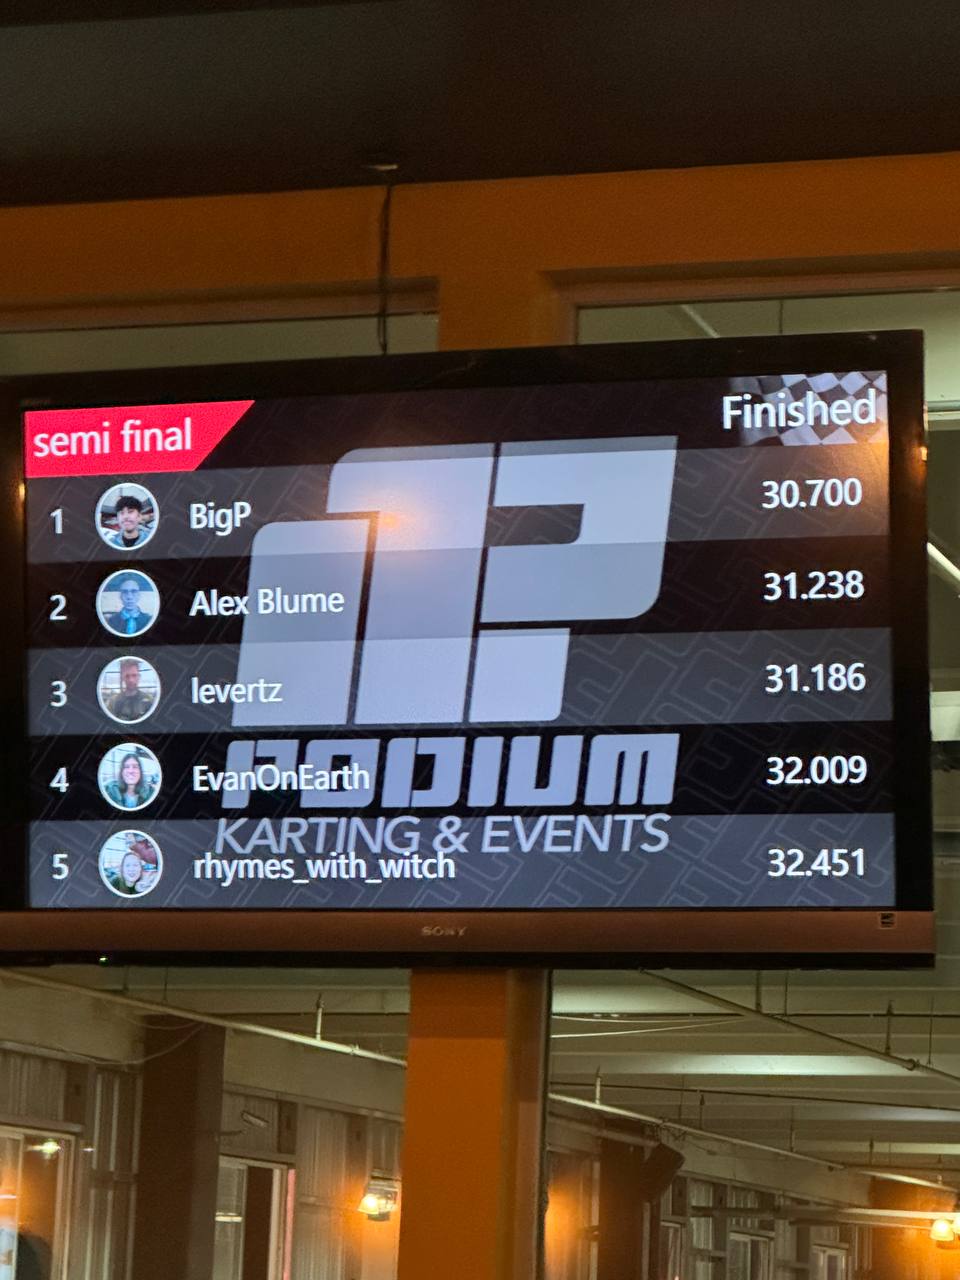 semi final
Finished
1 BigP 30.700
2 Alex Blume 31.238
3 levertz 31.186
4 EvanOnEarth 32.009
5 rhymes_with_witch 32.451
PODIUM
KARTING & EVENTS
SONY